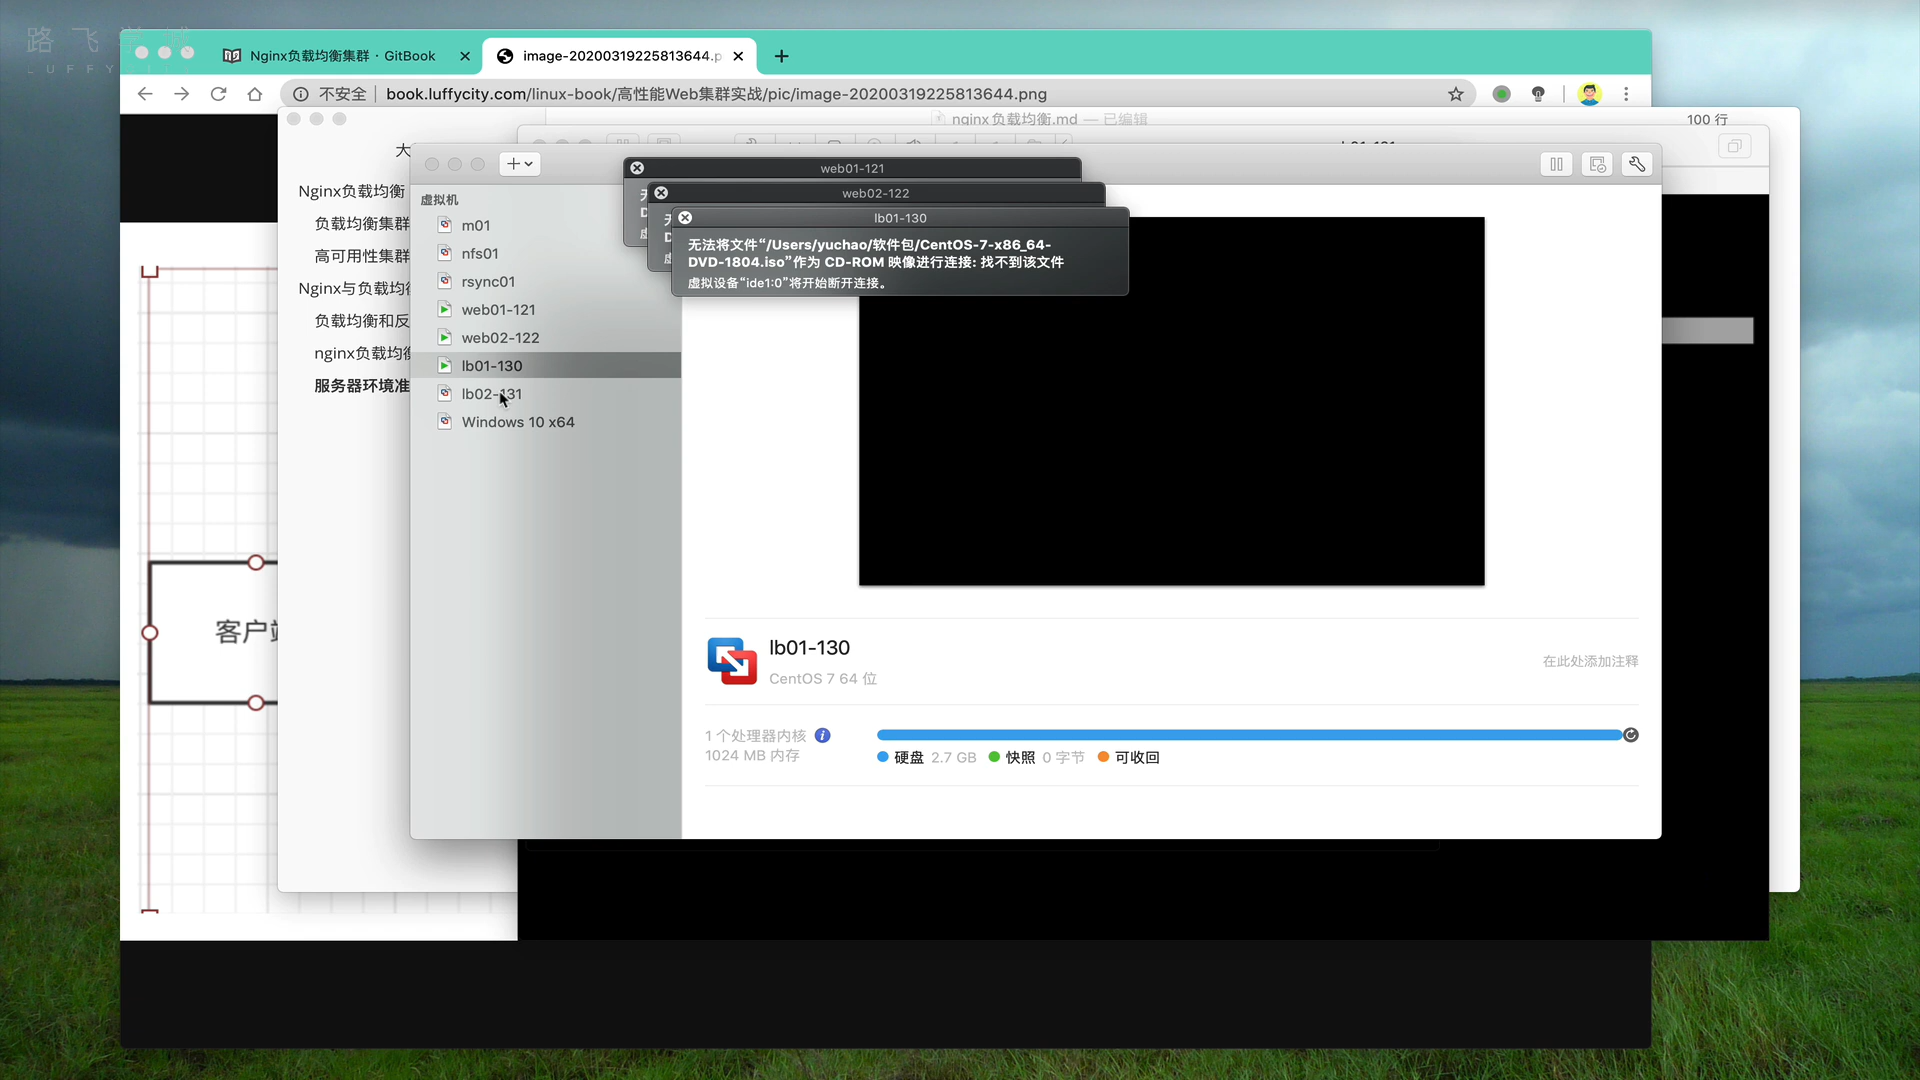 路飞学城
LUFFYCITY
Nginx负载均衡集群 · GitBook
image-20200319225813644.p
不安全
book.luffycity.com/linux-book/高性能Web集群实战/pic/image-20200319225813644.png
nginx负载均衡.md — 已编辑
100 行
大
Nginx负载均衡
负载均衡集群
高可用性集群
Nginx与负载均衡
负载均衡和反
nginx负载均衡
服务器环境准
虚拟机
m01
nfs01
rsync01
web01-121
web02-122
lb01-130
lb02-131
Windows 10 x64
web01-121
web02-122
lb01-130
无法将文件“/Users/yuchao/软件包/CentOS-7-x86_64-
DVD-1804.iso”作为 CD-ROM 映像进行连接: 找不到该文件
虚拟设备“ide1:0”将开始断开连接。
客户端
lb01-130
CentOS 7 64 位
在此处添加注释
1 个处理器内核
1024 MB 内存
硬盘 2.7 GB 快照 0 字节 可收回